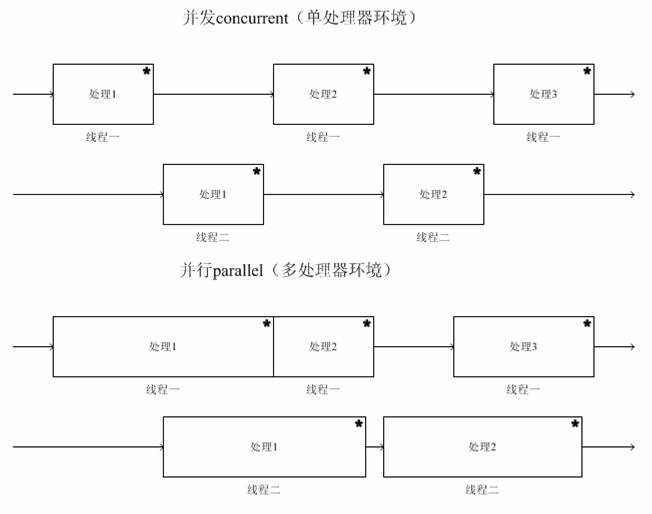 并发concurrent（单处理器环境）
处理1 * 处理2 * 处理3 *
线程一 线程一 线程一
处理1 * 处理2 *
线程二 线程二
并行parallel（多处理器环境）
处理1 * 处理2 * 处理3 *
线程一 线程一 线程一
处理1 * 处理2 *
线程二 线程二